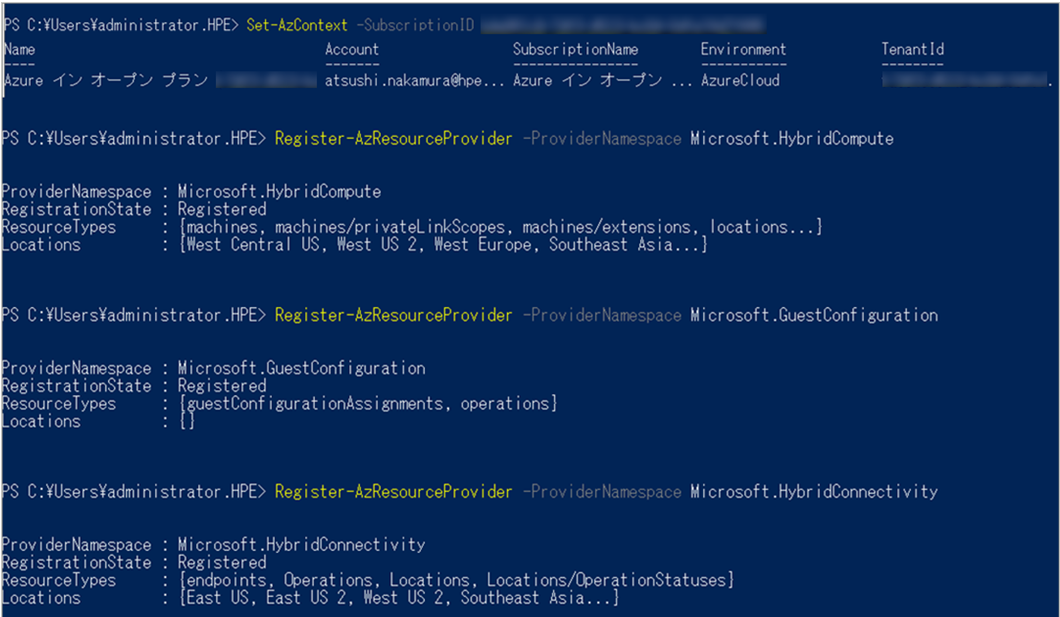 PS C:¥Users¥administrator.HPE> Set-AzContext -SubscriptionID
Name Account SubscriptionName Environment TenantId
---- ------- ---------------- ----------- --------
Azure イン オープン プラン atsushi.nakamura@hpe... Azure イン オープン ... AzureCloud .
PS C:¥Users¥administrator.HPE> Register-AzResourceProvider -ProviderNamespace Microsoft.HybridCompute
ProviderNamespace : Microsoft.HybridCompute
RegistrationState : Registered
ResourceTypes : {machines, machines/privateLinkScopes, machines/extensions, locations...}
Locations : {West Central US, West US 2, West Europe, Southeast Asia...}
PS C:¥Users¥administrator.HPE> Register-AzResourceProvider -ProviderNamespace Microsoft.GuestConfiguration
ProviderNamespace : Microsoft.GuestConfiguration
RegistrationState : Registered
ResourceTypes : {guestConfigurationAssignments, operations}
Locations : {}
PS C:¥Users¥administrator.HPE> Register-AzResourceProvider -ProviderNamespace Microsoft.HybridConnectivity
ProviderNamespace : Microsoft.HybridConnectivity
RegistrationState : Registered
ResourceTypes : {endpoints, Operations, Locations, Locations/OperationStatuses}
Locations : {East US, East US 2, West US 2, Southeast Asia...}